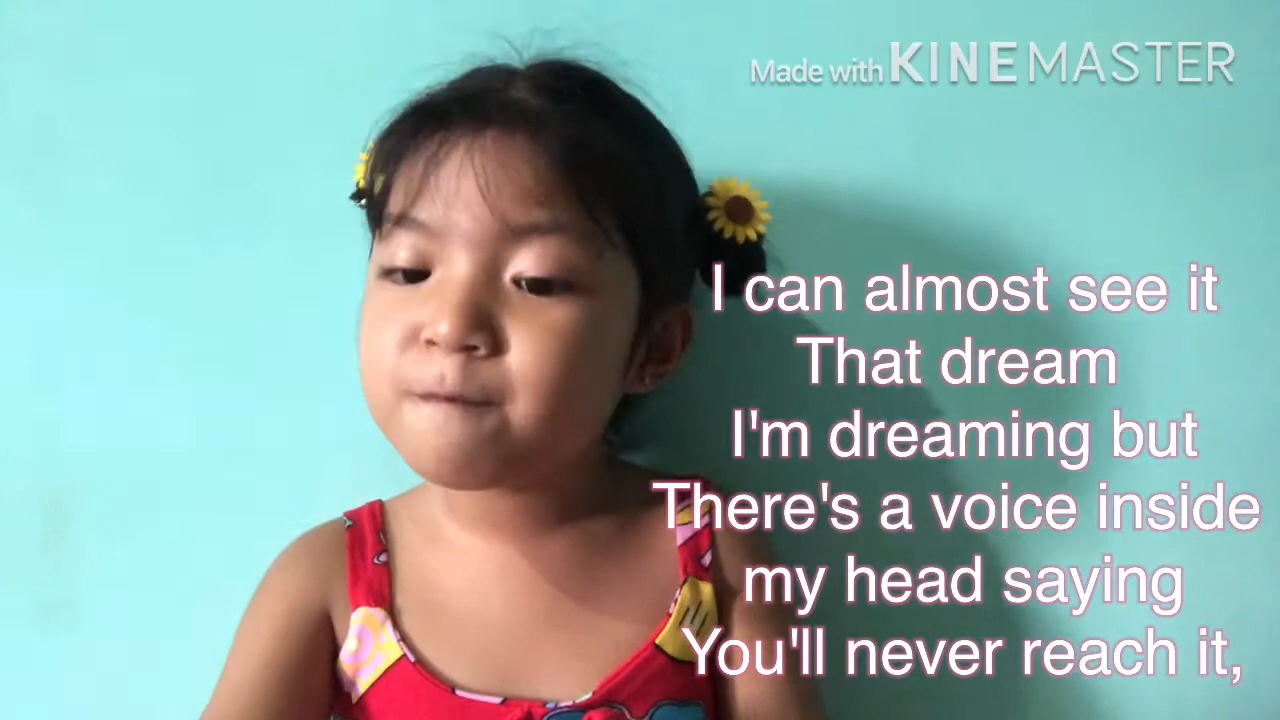 Made with KINEMASTER
I can almost see it
That dream
I'm dreaming but
There's a voice inside
my head saying
You'll never reach it,